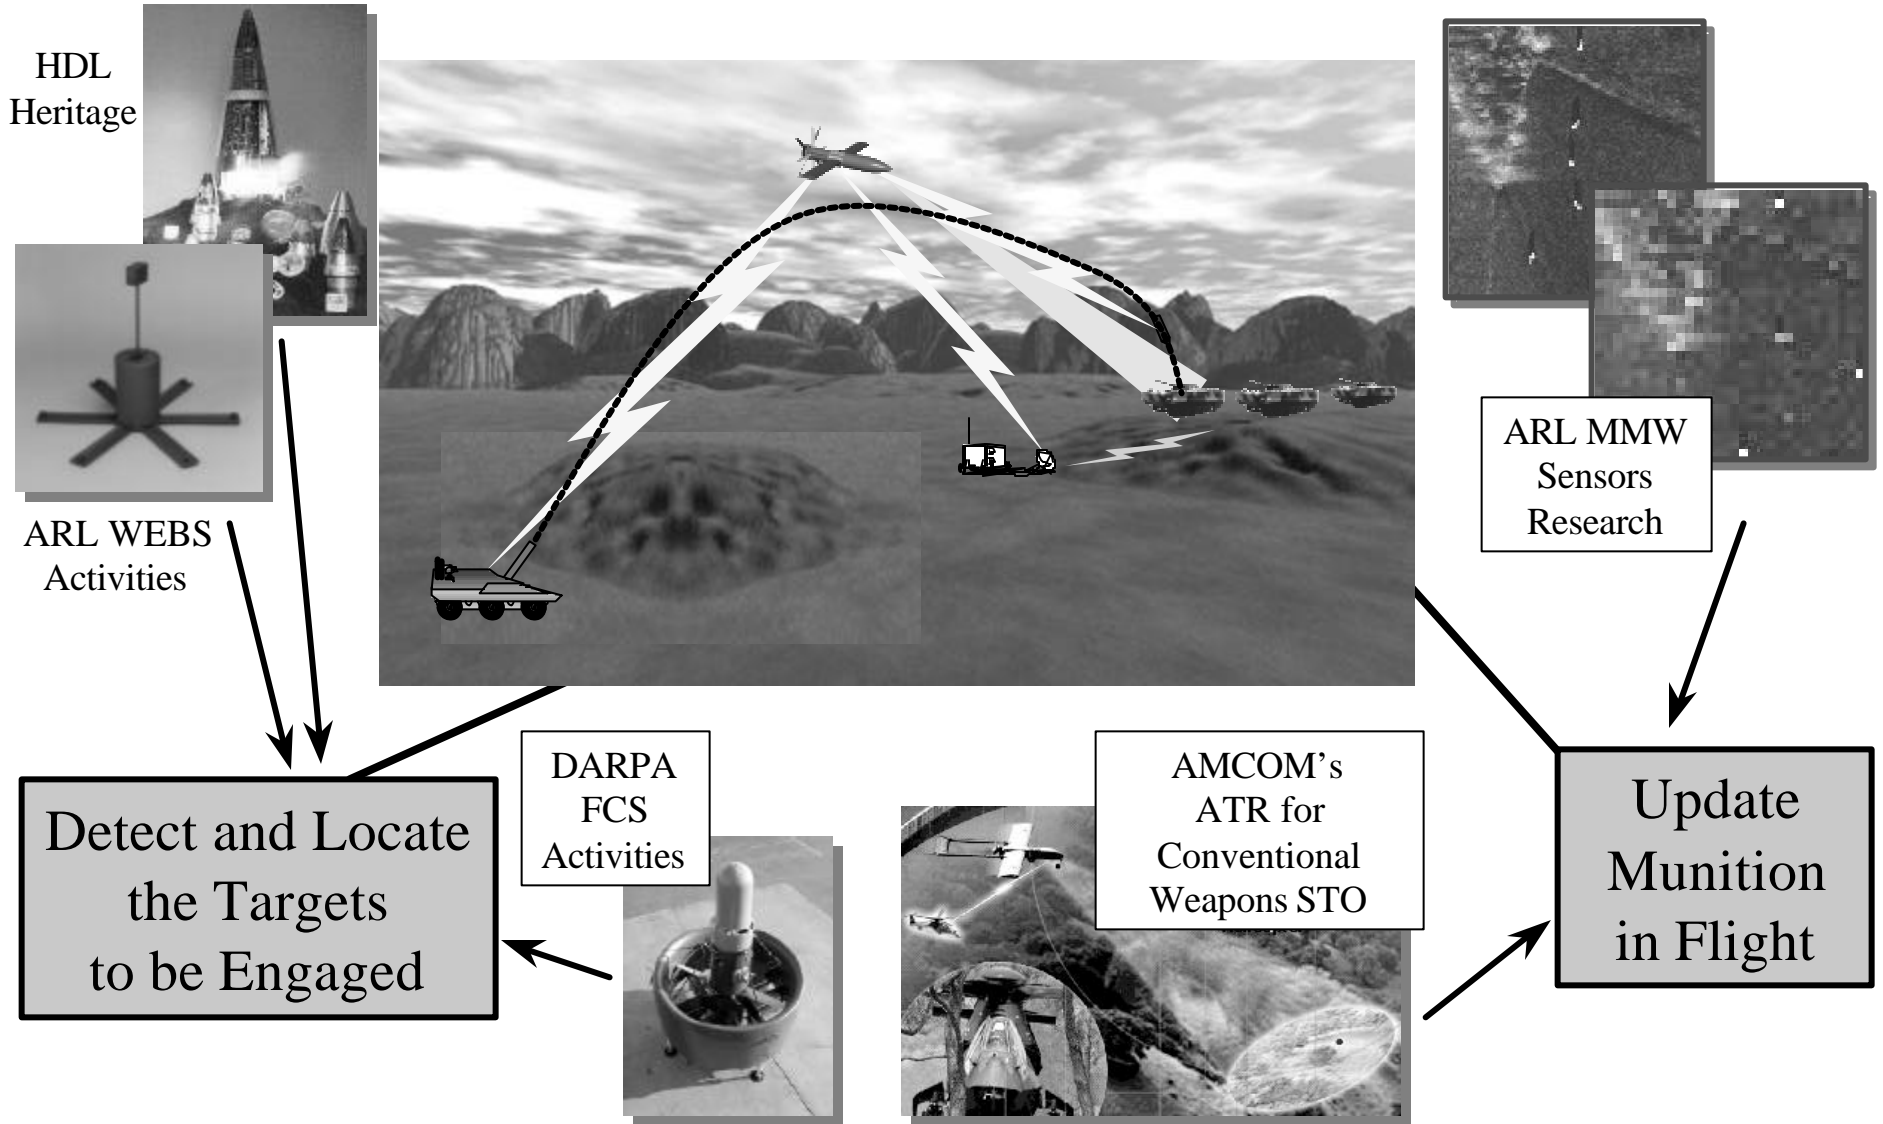 HDL
Heritage
ARL WEBS
Activities
ARL MMW
Sensors
Research
Detect and Locate
the Targets
to be Engaged
DARPA
FCS
Activities
AMCOM’s
ATR for
Conventional
Weapons STO
Update
Munition
in Flight